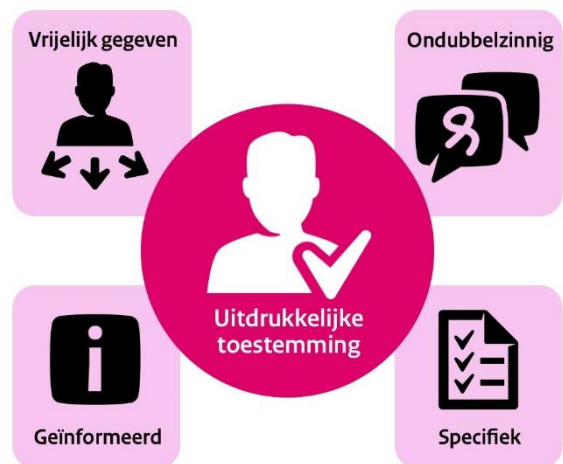 Vrijelijk gegeven
Ondubbelzinnig
Uitdrukkelijke
toestemming
Geïnformeerd
Specifiek